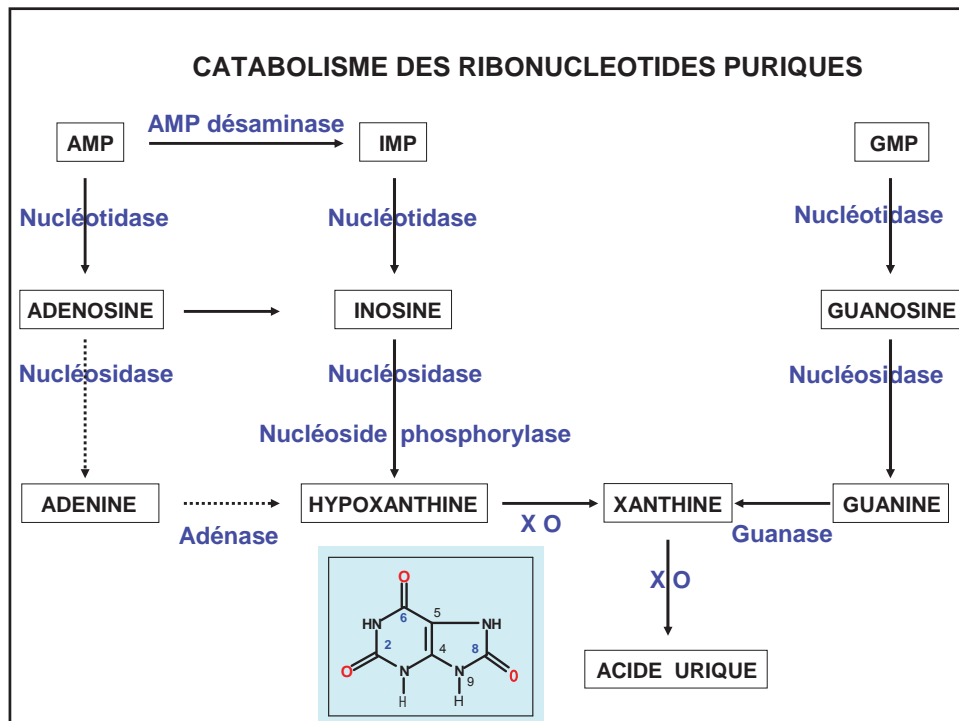 CATABOLISME DES RIBONUCLEOTIDES PURIQUES
AMP désaminase
AMP IMP GMP
Nucléotidase Nucléotidase Nucléotidase
ADENOSINE INOSINE GUANOSINE
Nucléosidase Nucléosidase Nucléosidase
Nucléoside phosphorylase
ADENINE HYPOXANTHINE XANTHINE GUANINE
Adénase X O Guanase
X O
ACIDE URIQUE
O
6 5
HN NH
2 4 8
O N N 9 O
H H